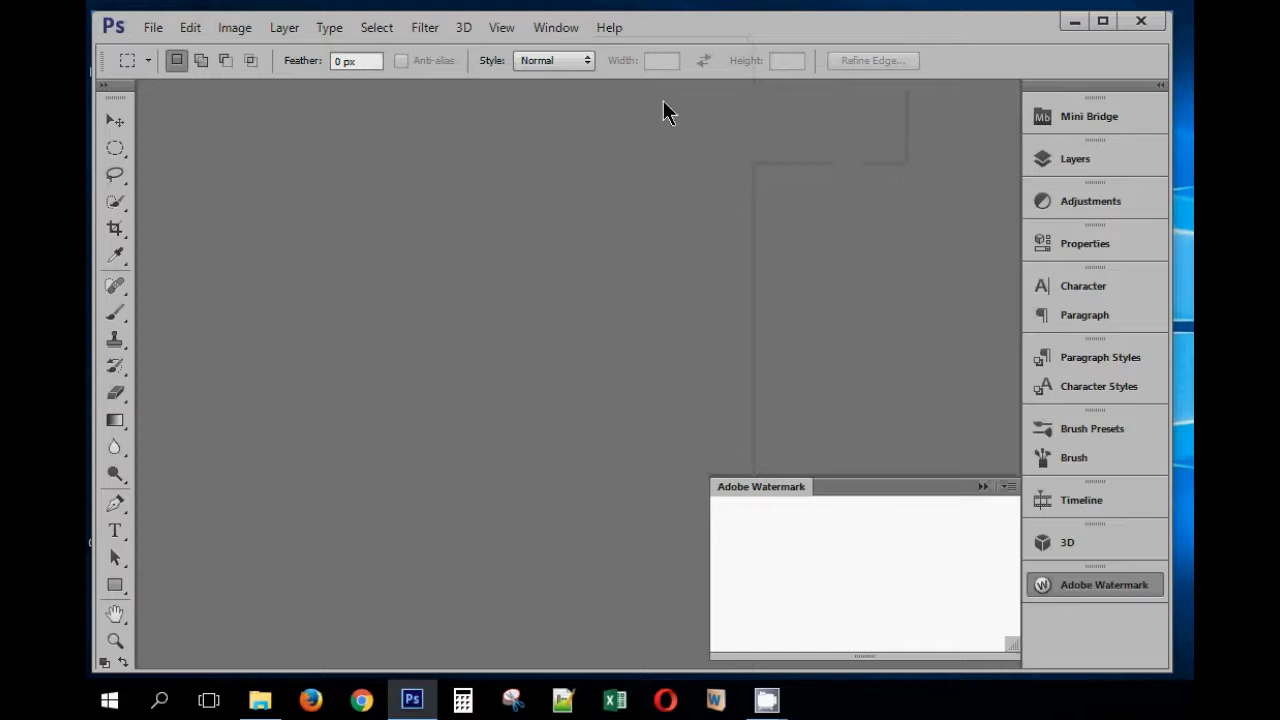 Ps File Edit Image Layer Type Select Filter 3D View Window Help
Feather: 0 px Anti-alias Style: Normal Width: Height: Refine Edge...
Mb Mini Bridge
Layers
Adjustments
Properties
Character
Paragraph
Paragraph Styles
Character Styles
Brush Presets
Brush
Timeline
3D
Adobe Watermark
Adobe Watermark
Ps